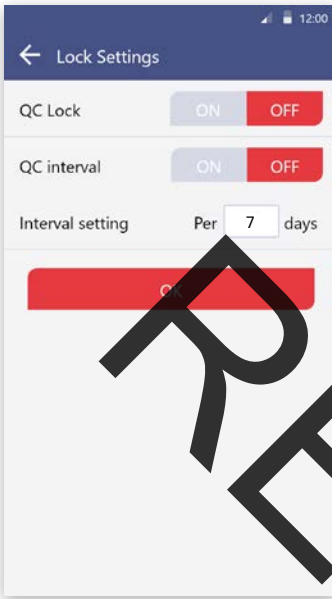 12:00
Lock Settings
QC Lock ON OFF
QC interval ON OFF
Interval setting Per 7 days
OK
RE